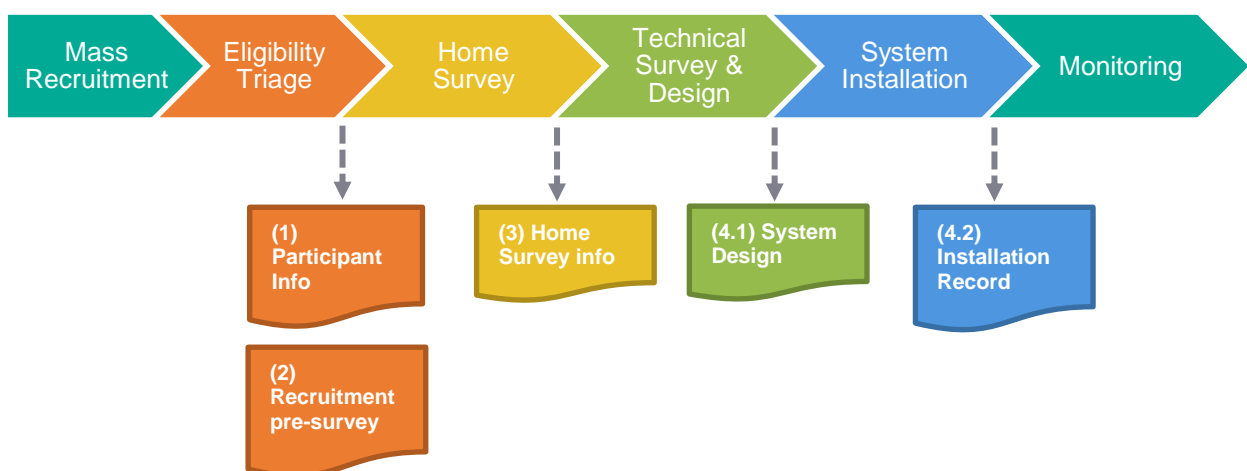 Mass
Recruitment
Eligibility
Triage
Home
Survey
Technical
Survey &
Design
System
Installation
Monitoring
(1)
Participant
Info
(2)
Recruitment
pre-survey
(3) Home
Survey info
(4.1) System
Design
(4.2)
Installation
Record